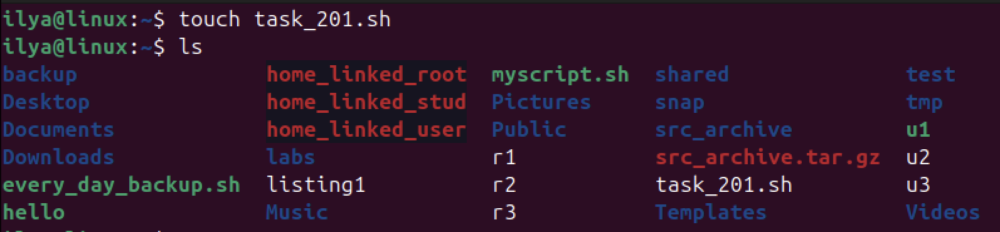 ilya@linux:~$ touch task_201.sh
ilya@linux:~$ ls
backup home_linked_root myscript.sh shared test
Desktop home_linked_stud Pictures snap tmp
Documents home_linked_user Public src_archive u1
Downloads labs r1 src_archive.tar.gz u2
every_day_backup.sh listing1 r2 task_201.sh u3
hello Music r3 Templates Videos